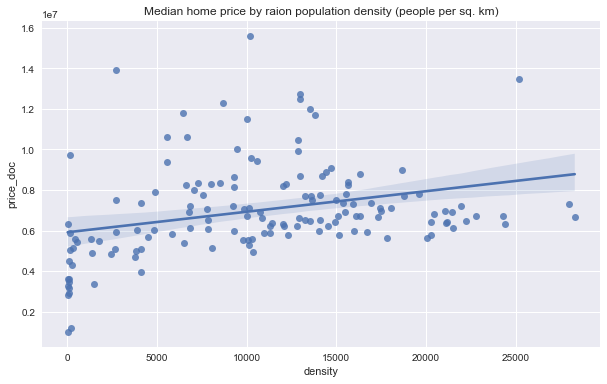 Median home price by raion population density (people per sq. km)
1e7
1.6
1.4
1.2
1.0
0.8
0.6
0.4
0.2
price_doc
0 5000 10000 15000 20000 25000
density